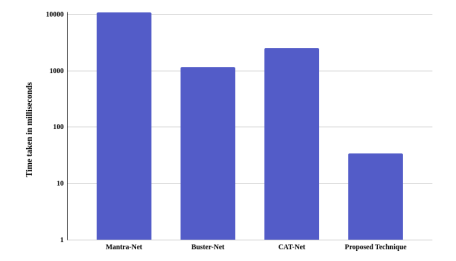 10000
1000
100
10
1
Time taken in milliseconds
Mantra-Net Buster-Net CAT-Net Proposed Technique